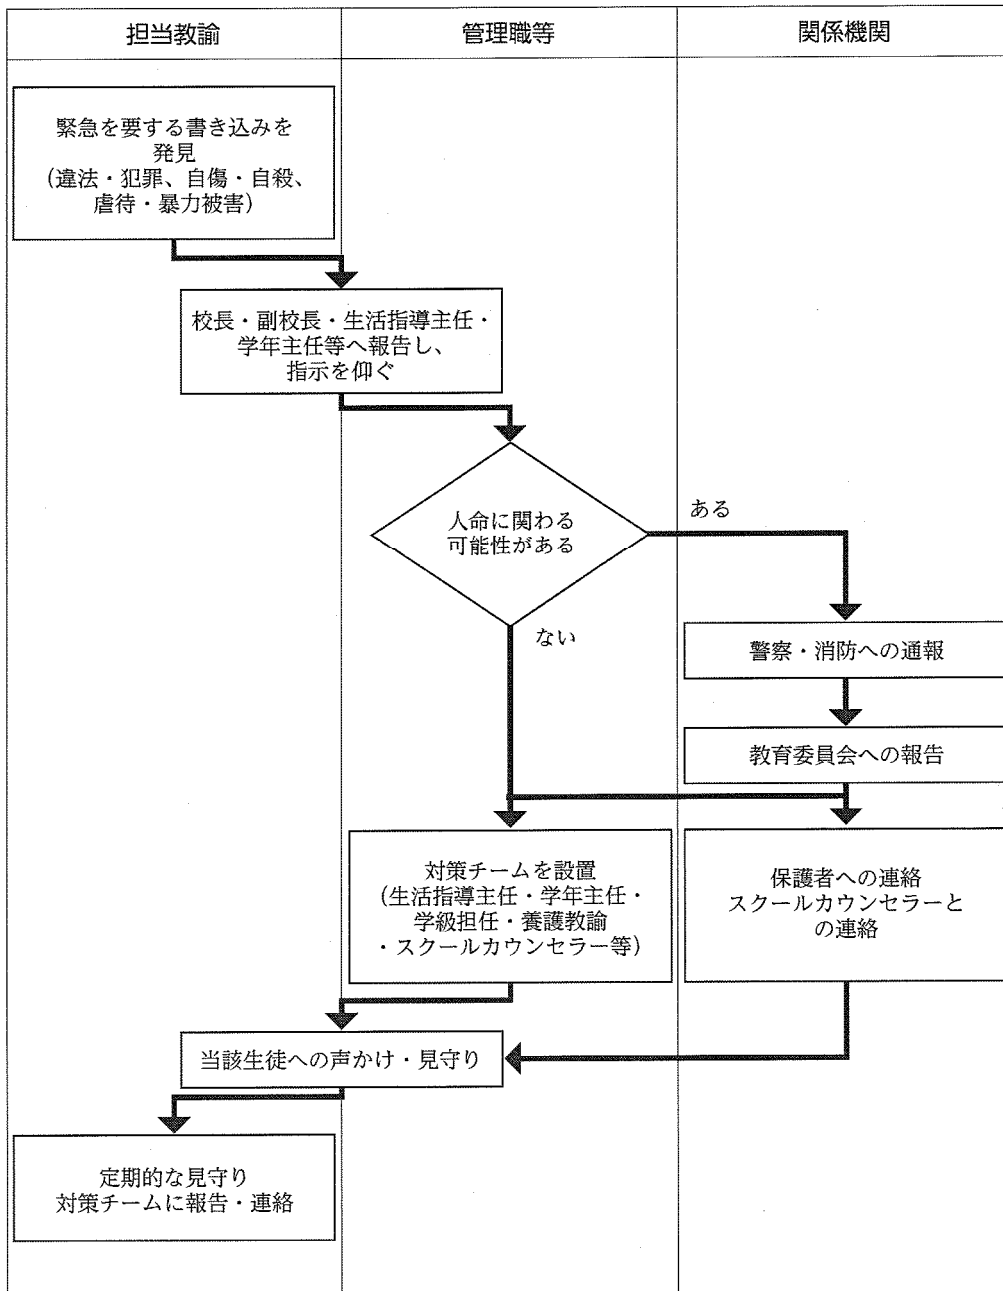 担当教諭
管理職等
関係機関
緊急を要する書き込みを
発見
(違法・犯罪、自傷・自殺、
虐待・暴力被害)
校長・副校長・生活指導主任・
学年主任等へ報告し、
指示を仰ぐ
人命に関わる
可能性がある
ある
ない
警察・消防への通報
教育委員会への報告
対策チームを設置
(生活指導主任・学年主任・
学級担任・養護教諭
・スクールカウンセラー等)
保護者への連絡
スクールカウンセラーと
の連絡
当該生徒への声かけ・見守り
定期的な見守り
対策チームに報告・連絡